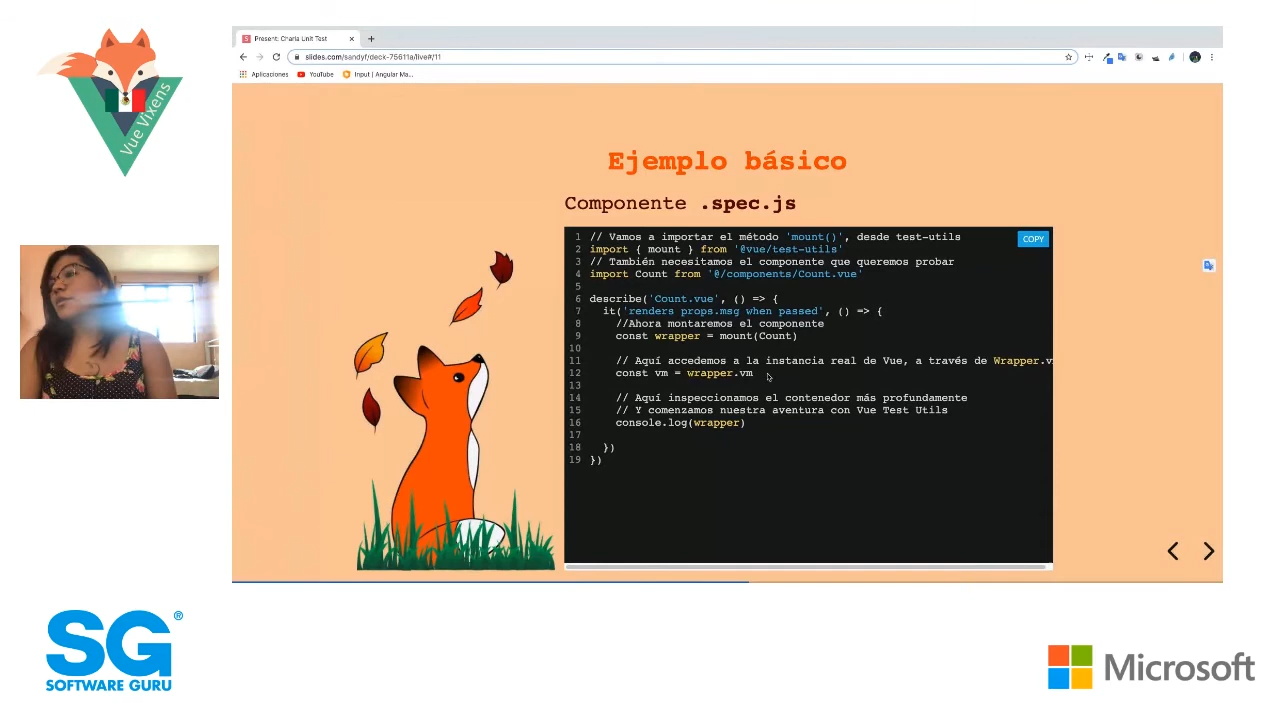 Vue Vixens
Present: Charla Unit Test
slides.com/sandyf/deck-75611a/live#/11
Aplicaciones
YouTube
Input | Angular Ma...
Ejemplo básico
Componente .spec.js
COPY
1 // Vamos a importar el método 'mount()', desde test-utils
2 import { mount } from '@vue/test-utils'
3 // También necesitamos el componente que queremos probar
4 import Count from '@/components/Count.vue'
5
6 describe('Count.vue', () => {
7 it('renders props.msg when passed', () => {
8 //Ahora montaremos el componente
9 const wrapper = mount(Count)
10
11 // Aquí accedemos a la instancia real de Vue, a través de Wrapper.v
12 const vm = wrapper.vm
13
14 // Aquí inspeccionamos el contenedor más profundamente
15 // Y comenzamos nuestra aventura con Vue Test Utils
16 console.log(wrapper)
17
18 })
19 })
SG®
SOFTWARE GURU
Microsoft